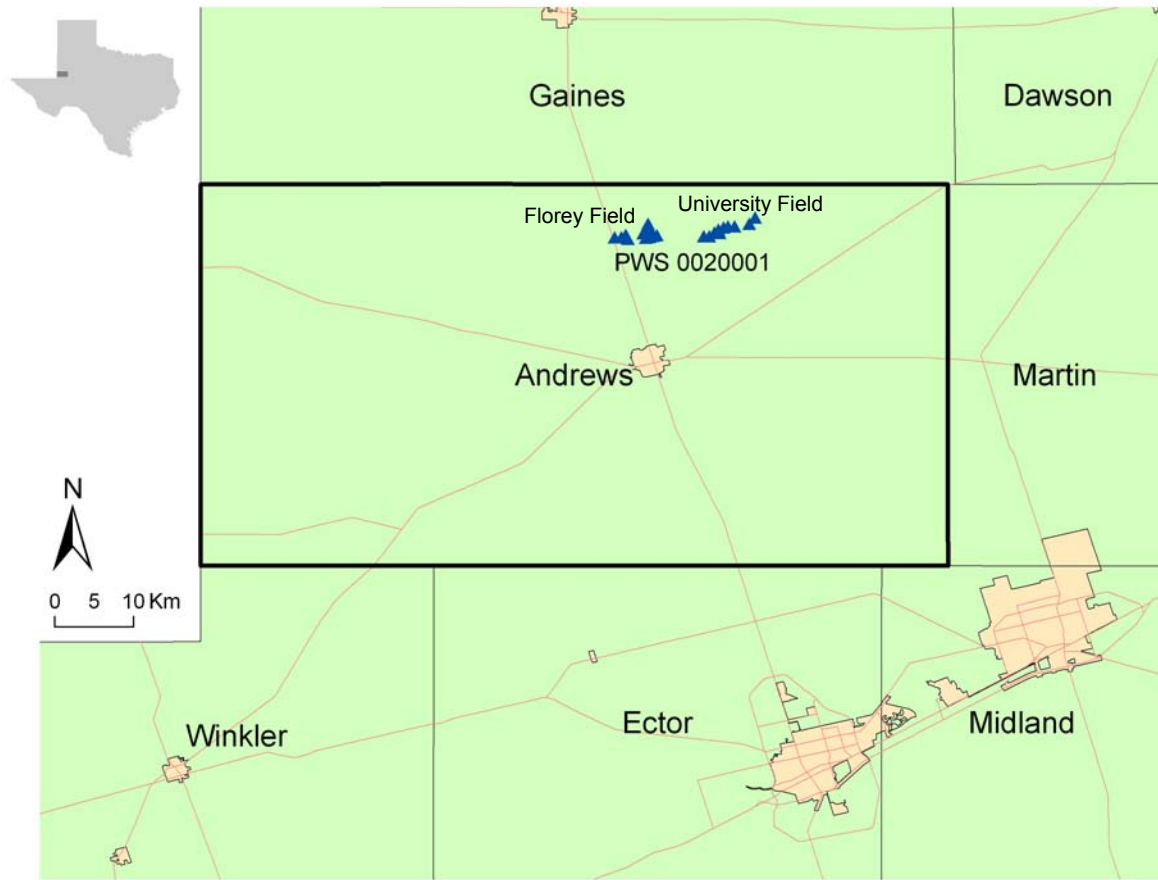 Gaines
Dawson
Florey Field
University Field
PWS 0020001
Andrews
Martin
N
0 5 10 Km
Winkler
Ector
Midland